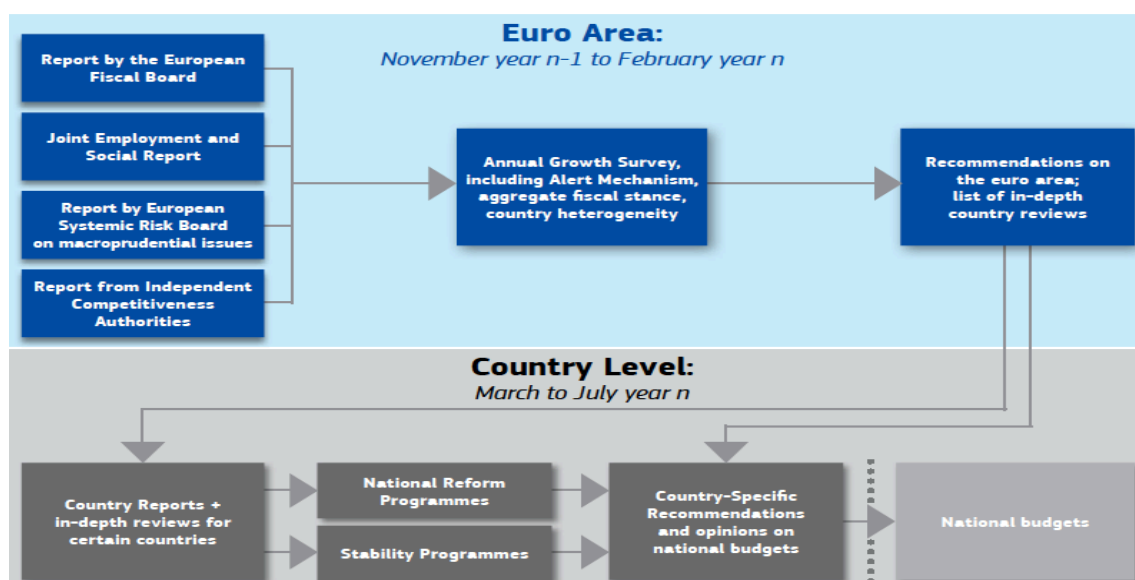 Euro Area:
November year n-1 to February year n
Report by the European
Fiscal Board
Joint Employment and
Social Report
Report by European
Systemic Risk Board
on macroprudential issues
Report from Independent
Competitiveness
Authorities
Annual Growth Survey,
including Alert Mechanism,
aggregate fiscal stance,
country heterogeneity
Recommendations on
the euro area;
list of in-depth
country reviews
Country Level:
March to July year n
Country Reports +
in-depth reviews for
certain countries
National Reform
Programmes
Stability Programmes
Country-Specific
Recommendations
and opinions on
national budgets
National budgets